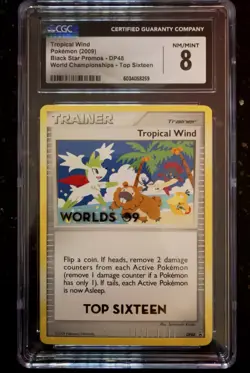 CGC
CERTIFIED GUARANTY COMPANY
Tropical Wind
Pokémon (2009)
Black Star Promos - DP48
World Championships - Top Sixteen
NM/MINT
8
TRAINER
Trainer
Tropical Wind
WORLDS '09
Flip a coin. If heads, remove 2 damage
counters from each Active Pokémon
(remove 1 damage counter if a Pokémon
has only 1). If tails, each Active Pokémon
is now Asleep.
TOP SIXTEEN